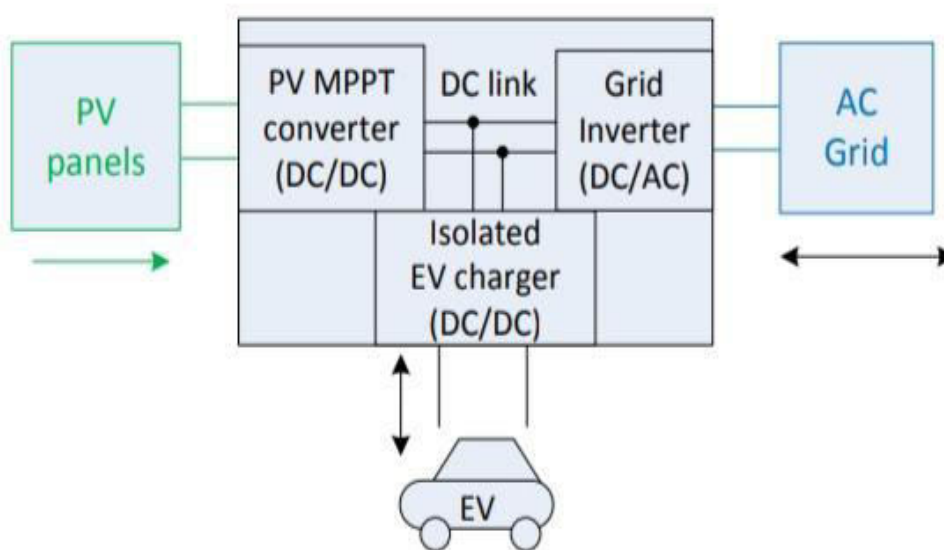 PV
panels
PV MPPT
converter
(DC/DC)
DC link
Grid
Inverter
(DC/AC)
AC
Grid
Isolated
EV charger
(DC/DC)
EV